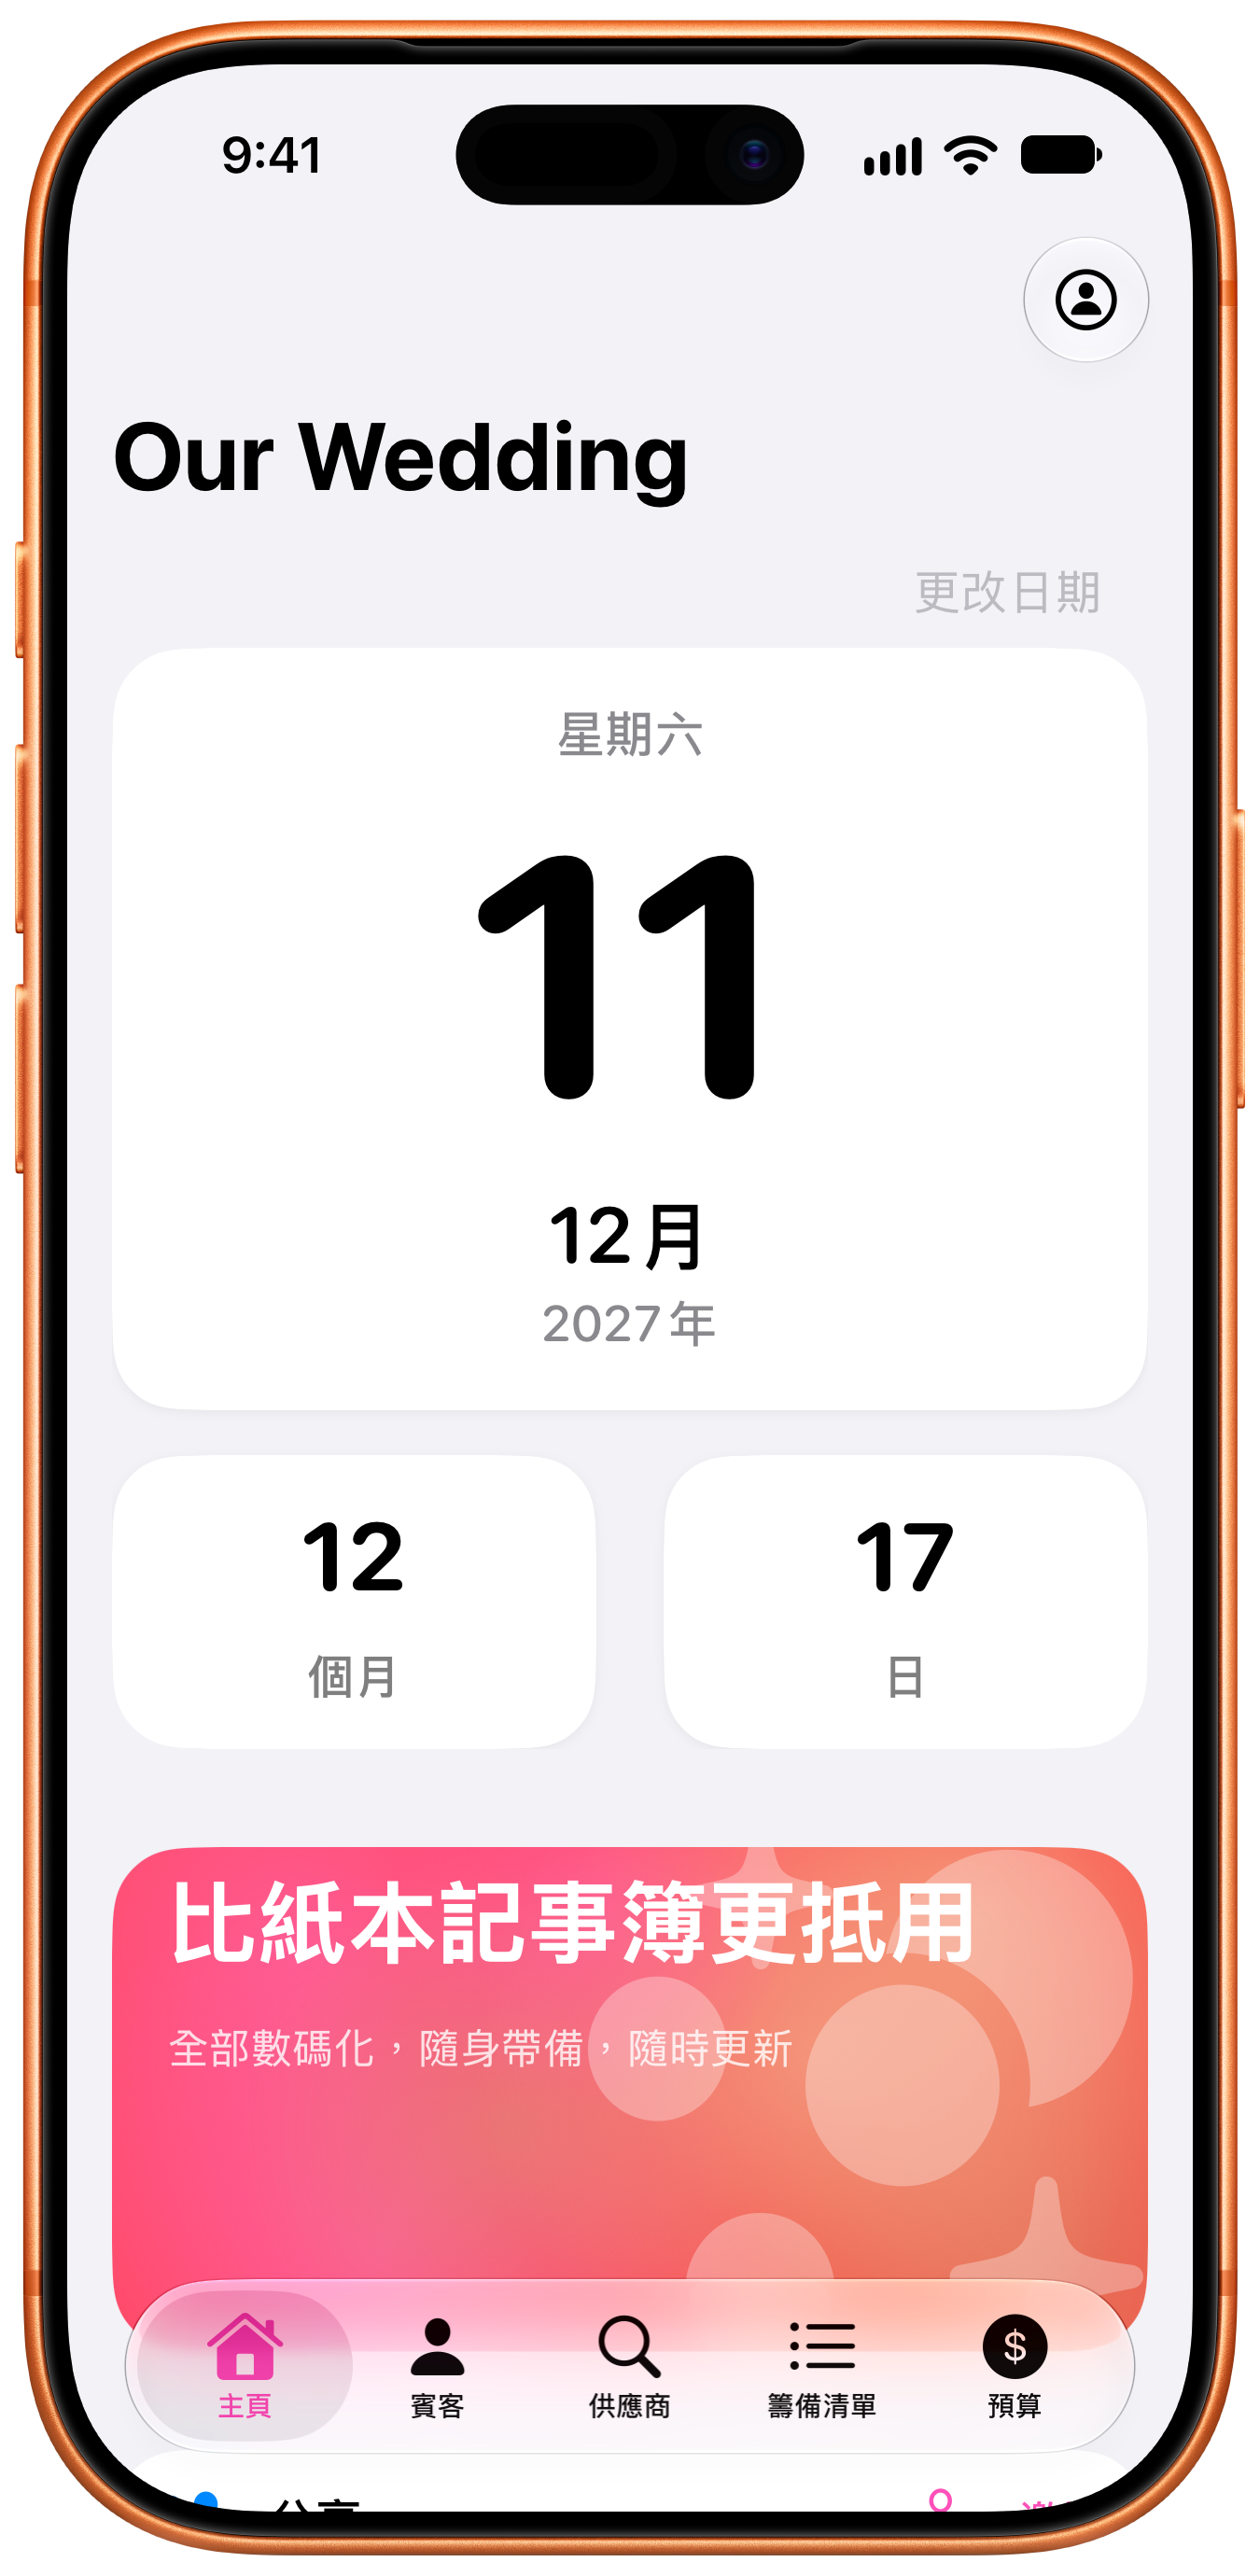 9:41
Our Wedding
更改日期
星期六
11
12月
2027年
12
個月
17
日
比紙本記事簿更抵用
全部數碼化，隨身帶備，隨時更新
主頁
賓客
供應商
籌備清單
預算
分享